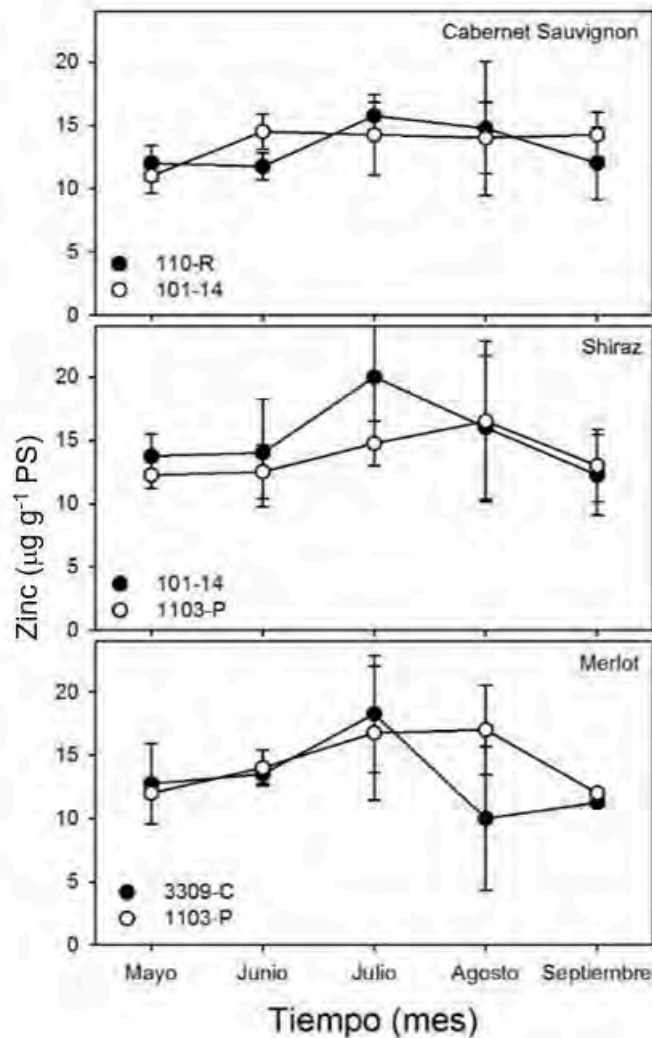 Cabernet Sauvignon
20
15
10
5
0
110-R
101-14
Shiraz
20
15
10
5
0
101-14
1103-P
Zinc (µg g⁻¹ PS)
Merlot
20
15
10
5
0
3309-C
1103-P
Mayo Junio Julio Agosto Septiembre
Tiempo (mes)